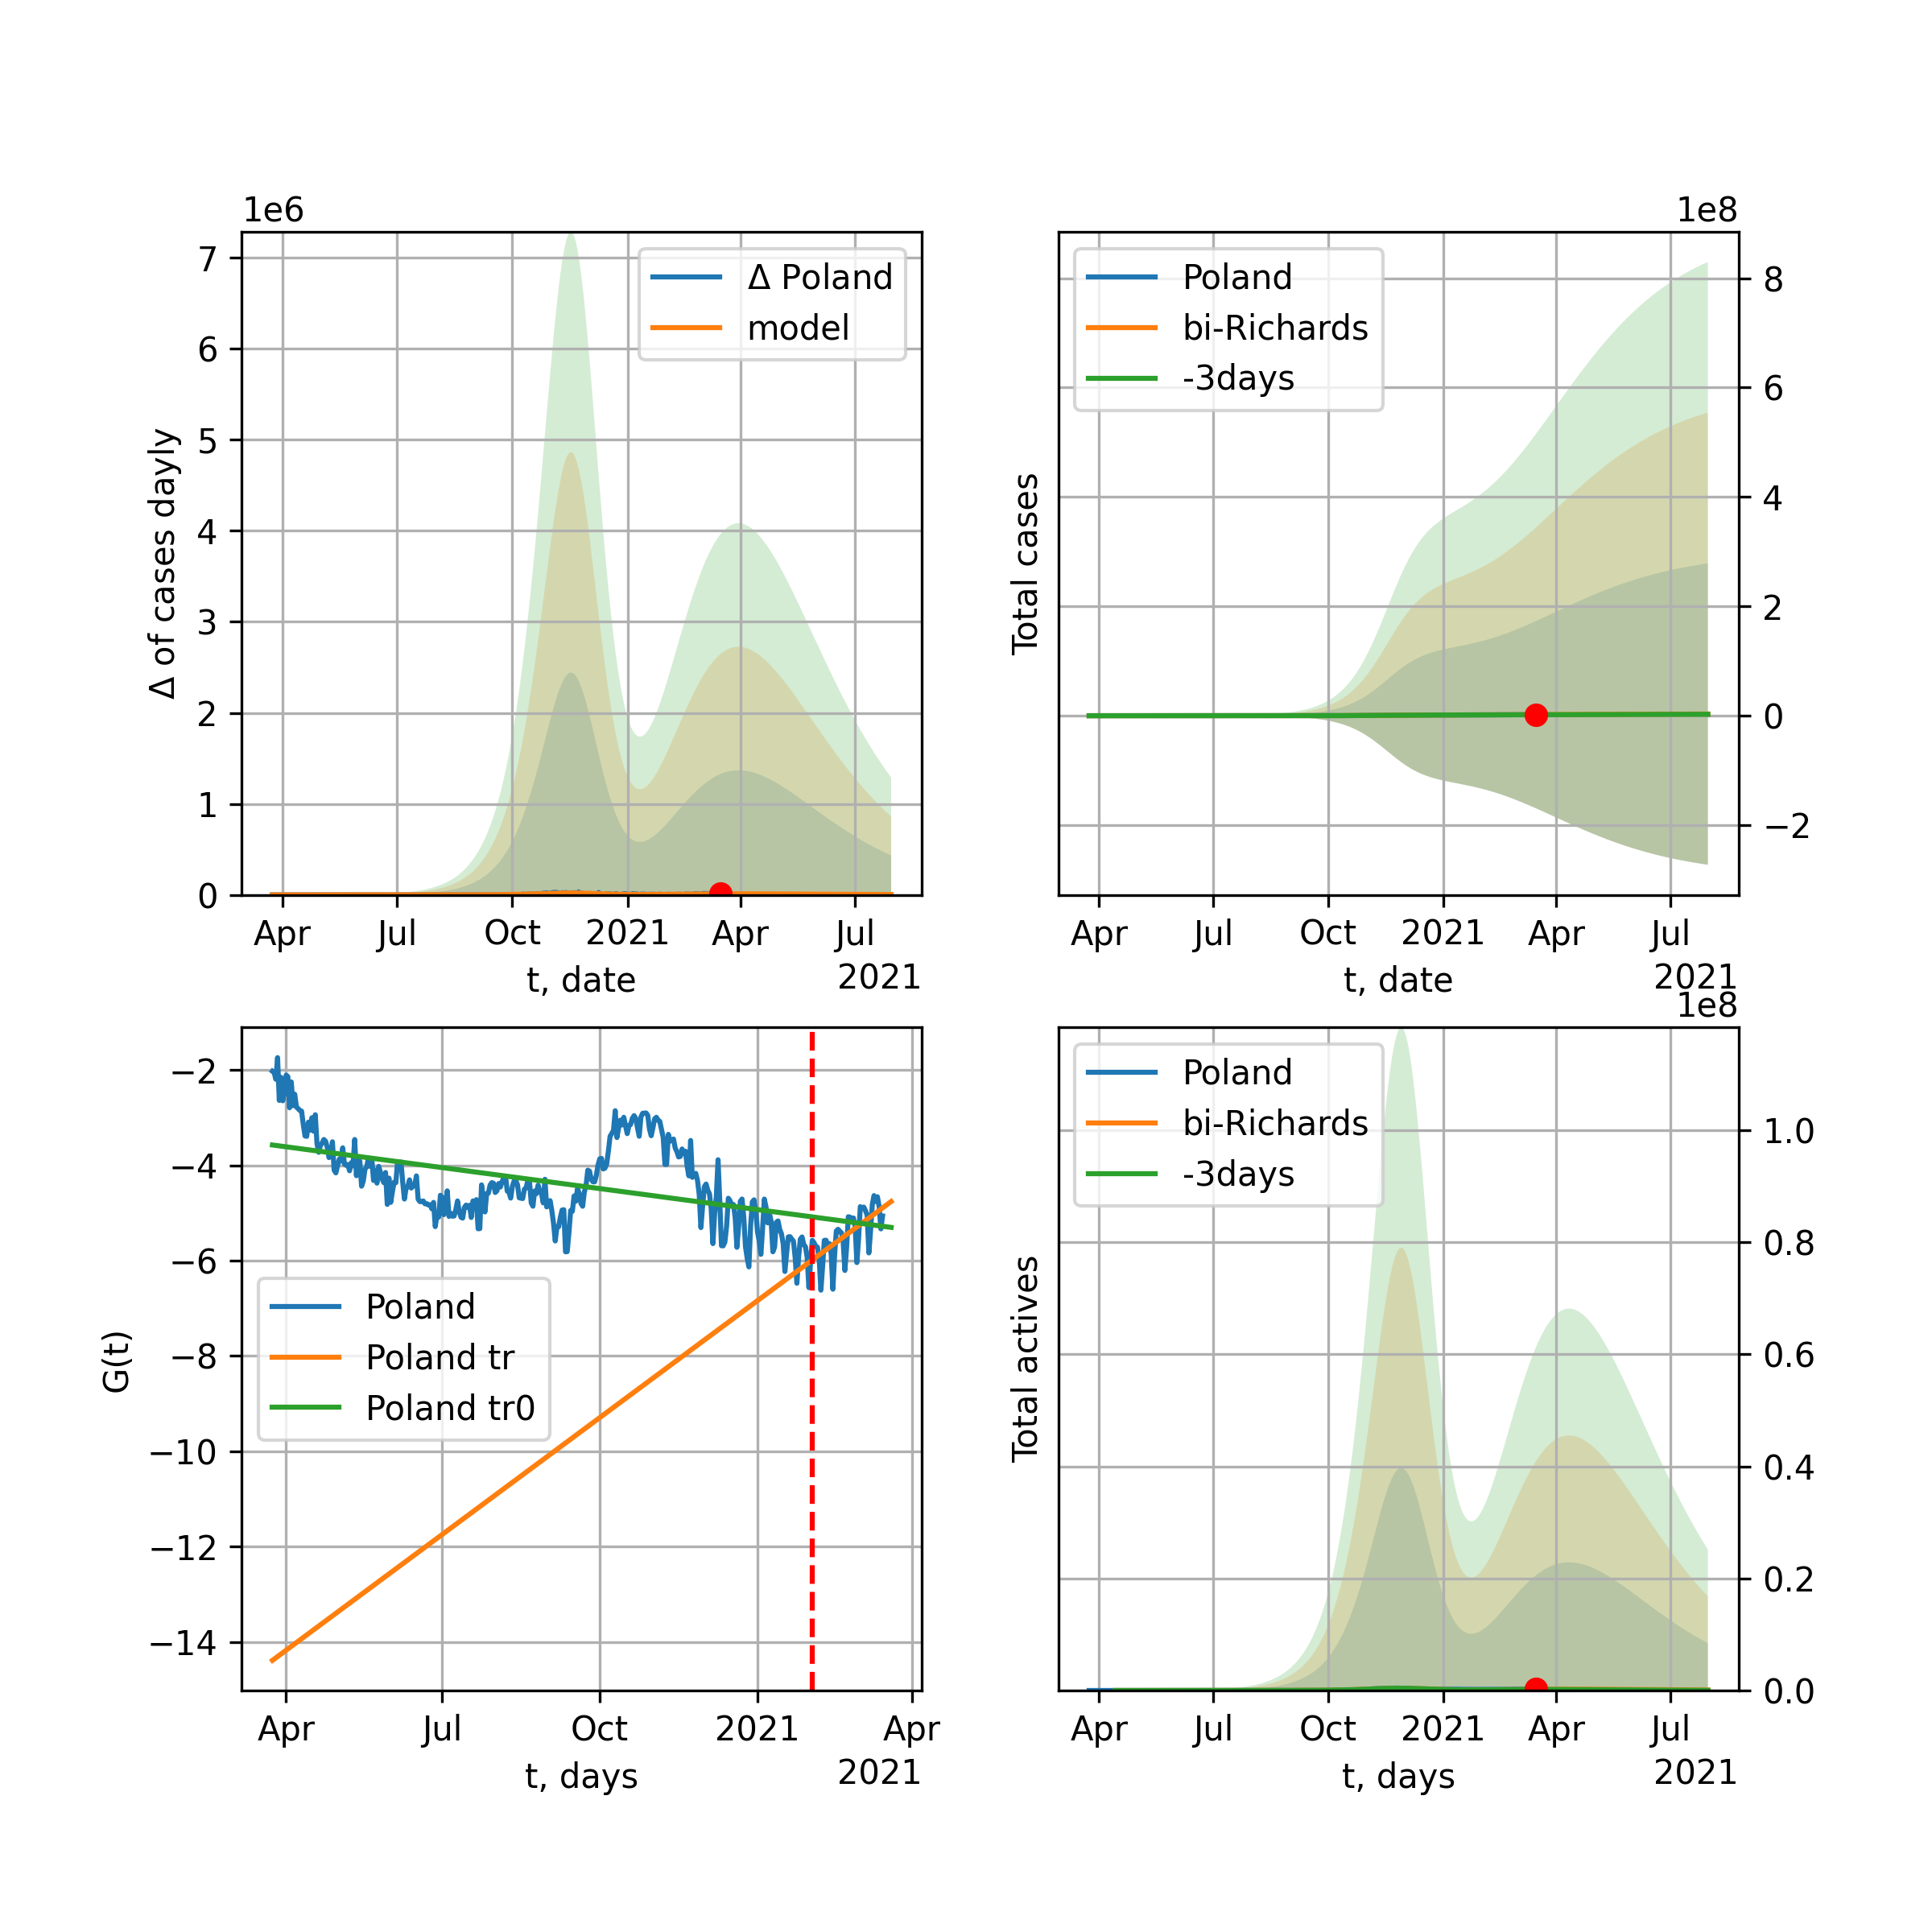 1e6
7
6
5
4
3
2
1
0
Δ of cases dayly
Δ Poland
model
Apr Jul Oct 2021 Apr Jul
t, date
2021
1e8
8
6
4
2
0
−2
Total cases
Poland
bi-Richards
-3days
Apr Jul Oct 2021 Apr Jul
t, date
2021
−2
−4
−6
−8
−10
−12
−14
G(t)
Poland
Poland tr
Poland tr0
Apr Jul Oct 2021 Apr
t, days
2021
1e8
1.0
0.8
0.6
0.4
0.2
0.0
Total actives
Poland
bi-Richards
-3days
Apr Jul Oct 2021 Apr Jul
t, days
2021